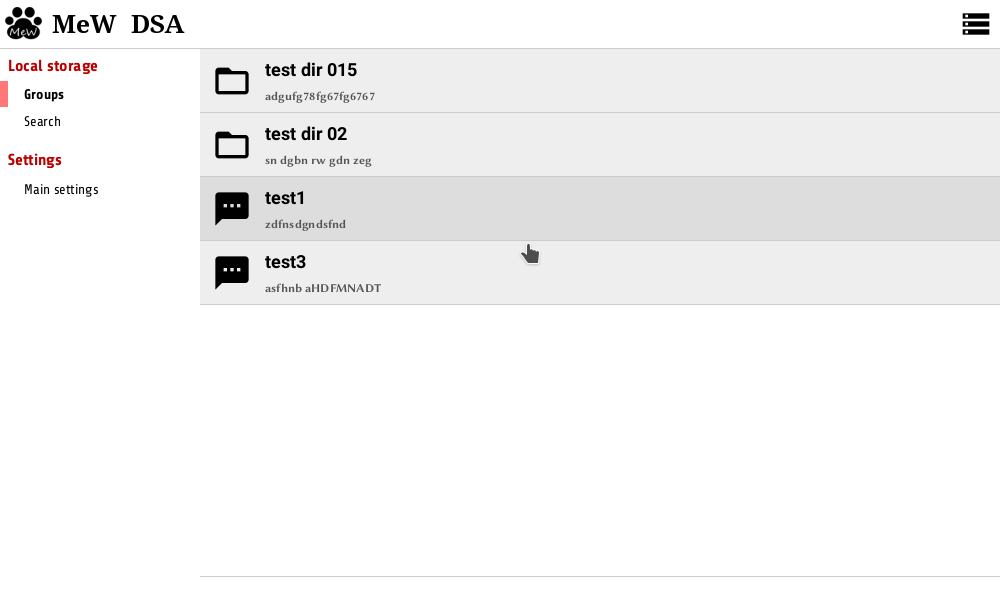 MeW
MeW DSA
Local storage
Groups
Search
Settings
Main settings
test dir 015
adgufg78fg67fg6767
test dir 02
sn dgbn rw gdn zeg
test1
zdfnsdgndsfnd
test3
asfhnb aHDFMNADT